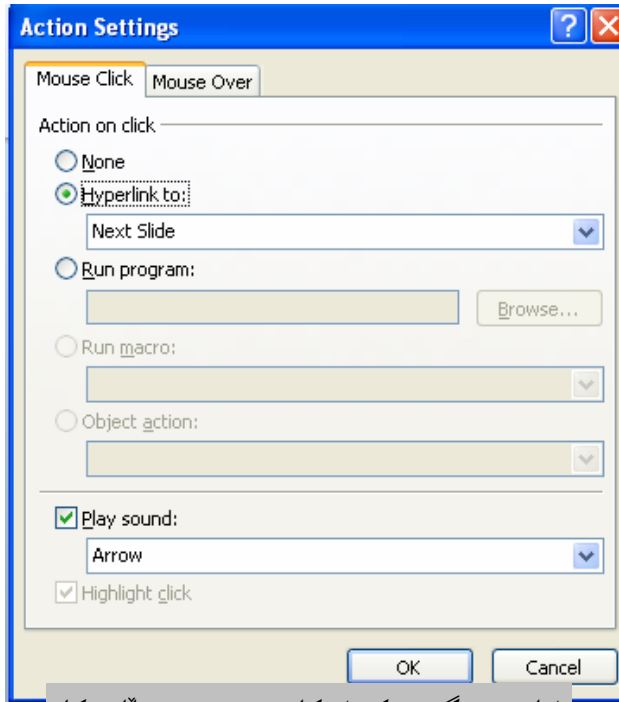 Action Settings
Mouse Click Mouse Over
Action on click
None
Hyperlink to:
Next Slide
Run program:
Browse...
Run macro:
Object action:
Play sound:
Arrow
Highlight click
OK Cancel